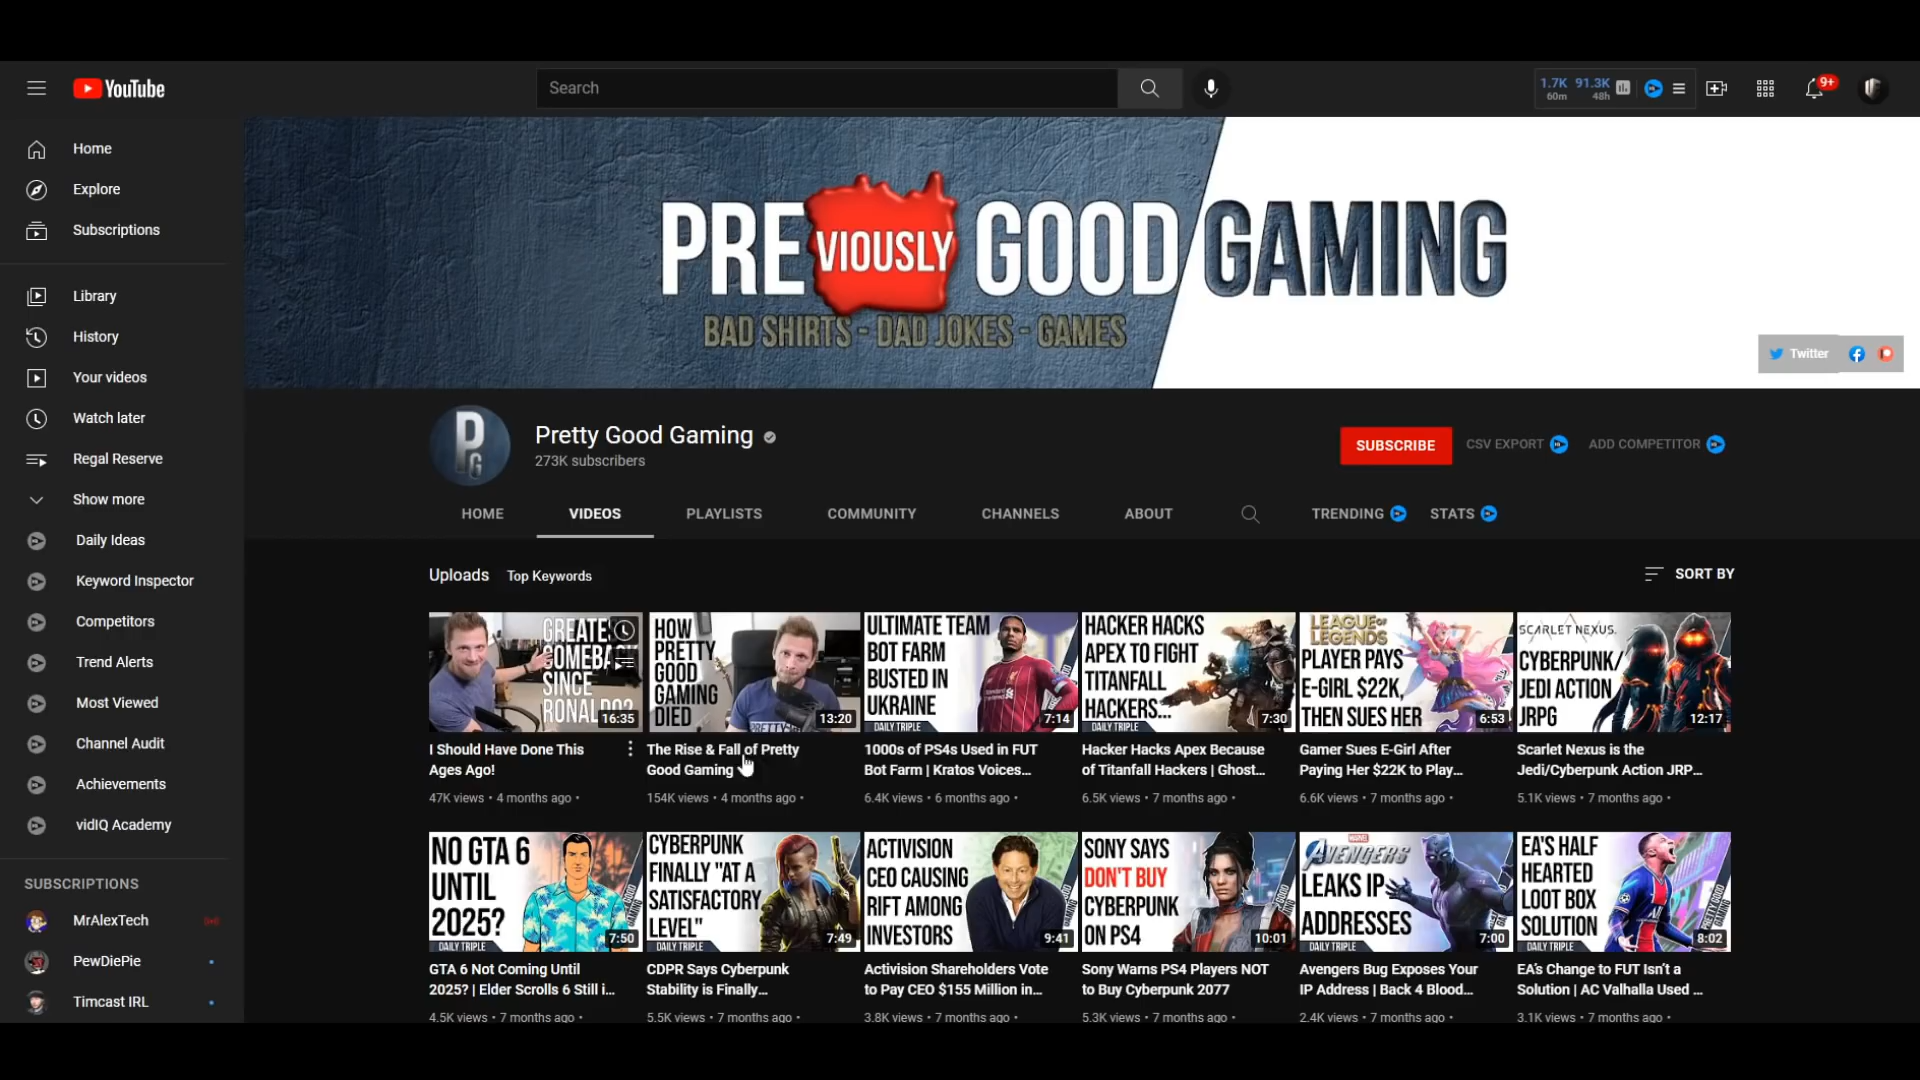 YouTube
Search
1.7K 91.3K
60m 48h
9+
Home
Explore
Subscriptions
Library
History
Your videos
Watch later
Regal Reserve
Show more
Daily Ideas
Keyword Inspector
Competitors
Trend Alerts
Most Viewed
Channel Audit
Achievements
vidIQ Academy
SUBSCRIPTIONS
MrAlexTech
PewDiePie
Timcast IRL
PREVIOUSLY GOOD GAMING
BAD SHIRTS - DAD JOKES - GAMES
Twitter
PG
Pretty Good Gaming
273K subscribers
SUBSCRIBE
CSV EXPORT
ADD COMPETITOR
HOME
VIDEOS
PLAYLISTS
COMMUNITY
CHANNELS
ABOUT
TRENDING
STATS
Uploads
Top Keywords
SORT BY
SINCE
16:35
I Should Have Done This
Ages Ago!
47K views • 4 months ago •
HOW
PRETTY
GOOD
GAMING
DIED
13:20
The Rise & Fall of Pretty
Good Gaming
154K views • 4 months ago •
ULTIMATE TEAM
BOT FARM
BUSTED IN
UKRAINE
DAILY TRIPLE
7:14
1000s of PS4s Used in FUT
Bot Farm | Kratos Voices...
6.4K views • 6 months ago •
HACKER HACKS
APEX TO FIGHT
TITANFALL
HACKERS...
DAILY TRIPLE
7:30
Hacker Hacks Apex Because
of Titanfall Hackers | Ghost...
6.5K views • 7 months ago •
LEAGUE OF
LEGENDS
PLAYER PAYS
E-GIRL $22K,
THEN SUES HER
DAILY TRIPLE
6:53
Gamer Sues E-Girl After
Paying Her $22K to Play...
6.6K views • 7 months ago •
SCARLET NEXUS.
CYBERPUNK/
JEDI ACTION
JRPG
12:17
Scarlet Nexus is the
Jedi/Cyberpunk Action JRP...
5.1K views • 7 months ago •
NO GTA 6
UNTIL
2025?
DAILY TRIPLE
7:50
GTA 6 Not Coming Until
2025? | Elder Scrolls 6 Still i...
4.5K views • 7 months ago •
CYBERPUNK
FINALLY "AT A
SATISFACTORY
LEVEL"
DAILY TRIPLE
7:49
CDPR Says Cyberpunk
Stability is Finally...
5.5K views • 7 months ago •
ACTIVISION
CEO CAUSING
RIFT AMONG
INVESTORS
9:41
Activision Shareholders Vote
to Pay CEO $155 Million in...
3.8K views • 7 months ago •
SONY SAYS
DON'T BUY
CYBERPUNK
ON PS4
DAILY TRIPLE
10:01
Sony Warns PS4 Players NOT
to Buy Cyberpunk 2077
5.3K views • 7 months ago •
MARVEL
AVENGERS
LEAKS IP
ADDRESSES
DAILY TRIPLE
7:00
Avengers Bug Exposes Your
IP Address | Back 4 Blood...
2.4K views • 7 months ago •
EA'S HALF
HEARTED
LOOT BOX
SOLUTION
DAILY TRIPLE
8:02
EA's Change to FUT Isn't a
Solution | AC Valhalla Used ...
3.1K views • 7 months ago •